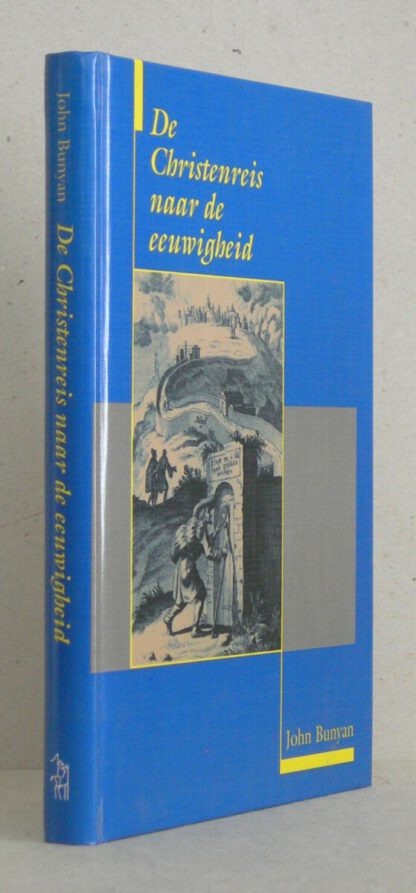 De
Christenreis
naar de
eeuwigheid
John Bunyan
John Bunyan De Christenreis naar de eeuwigheid